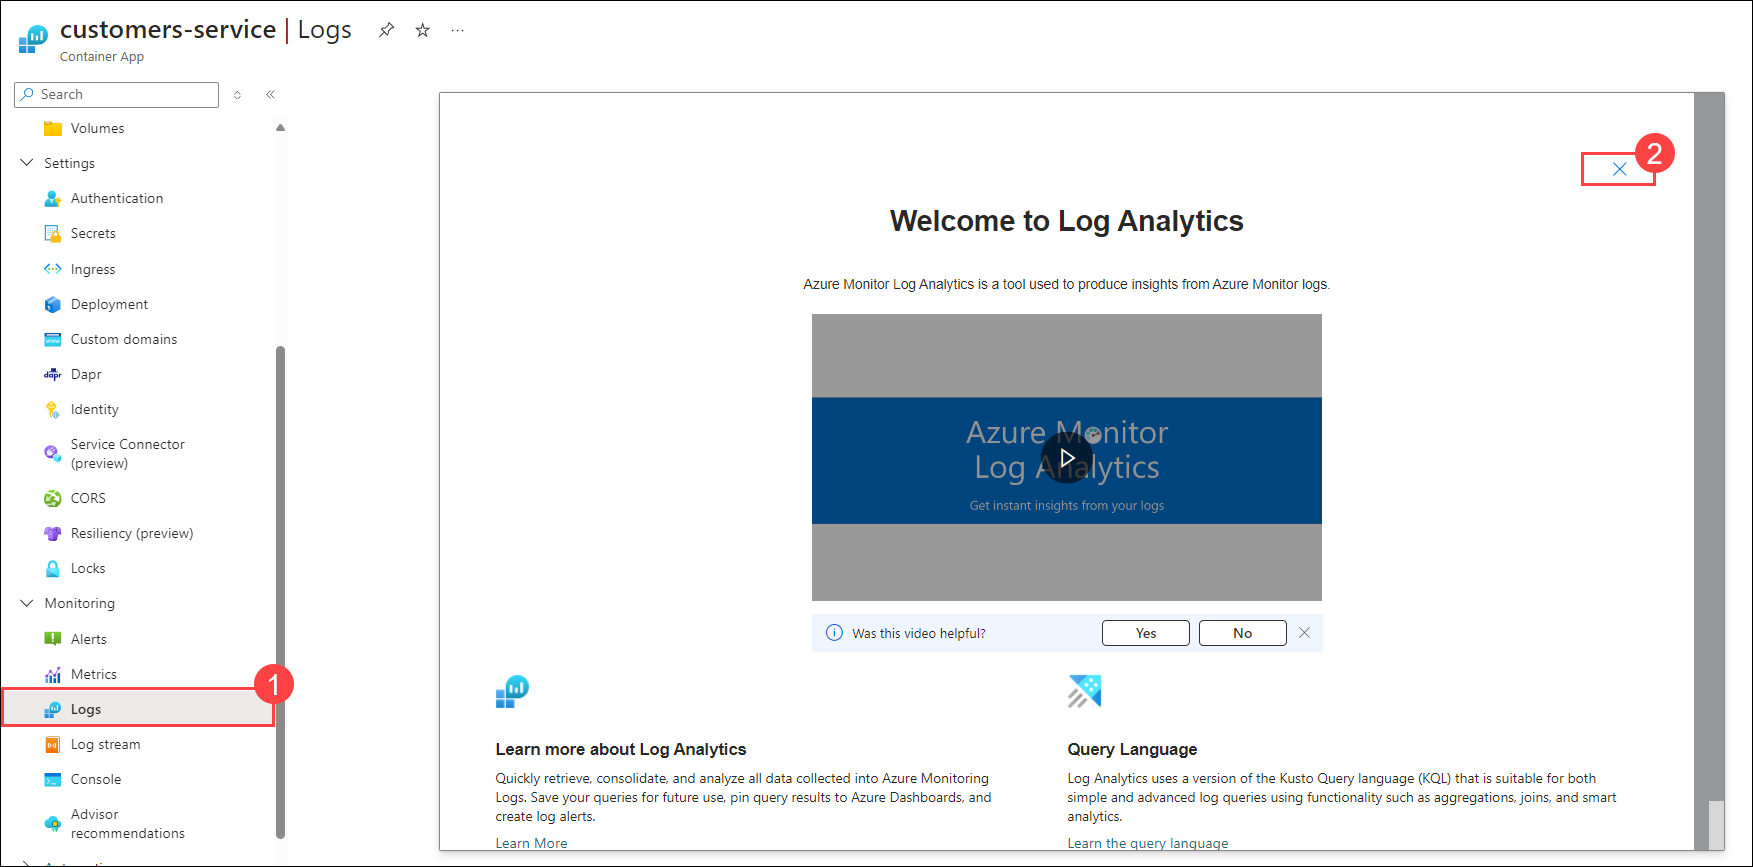 customers-service | Logs
Container App
Search
Volumes
Settings
Authentication
Secrets
Ingress
Deployment
Custom domains
dapr Dapr
Identity
Service Connector
(preview)
CORS
Resiliency (preview)
Locks
Monitoring
Alerts
Metrics
1
Logs
Log stream
Console
Advisor
recommendations
2
Welcome to Log Analytics
Azure Monitor Log Analytics is a tool used to produce insights from Azure Monitor logs.
Azure Monitor
Log Analytics
Get instant insights from your logs
Was this video helpful?
Yes
No
Learn more about Log Analytics
Quickly retrieve, consolidate, and analyze all data collected into Azure Monitoring
Logs. Save your queries for future use, pin query results to Azure Dashboards, and
create log alerts.
Learn More
Query Language
Log Analytics uses a version of the Kusto Query language (KQL) that is suitable for both
simple and advanced log queries using functionality such as aggregations, joins, and smart
analytics.
Learn the query language